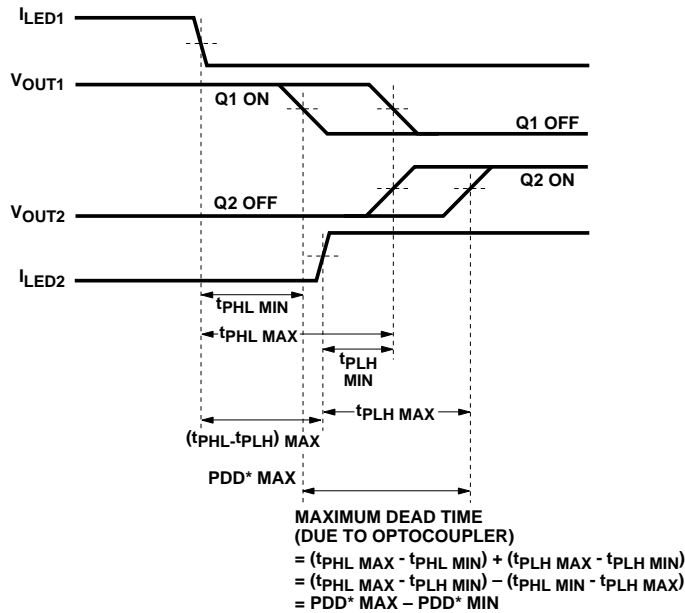 ILED1
VOUT1
Q1 ON
Q1 OFF
Q2 ON
Q2 OFF
VOUT2
ILED2
tPHL MIN
tPHL MAX
tPLH
MIN
tPLH MAX
(tPHL-tPLH) MAX
PDD* MAX
MAXIMUM DEAD TIME
(DUE TO OPTOCOUPLER)
= (tPHL MAX - tPHL MIN) + (tPLH MAX - tPLH MIN)
= (tPHL MAX - tPLH MIN) – (tPHL MIN - tPLH MAX)
= PDD* MAX – PDD* MIN